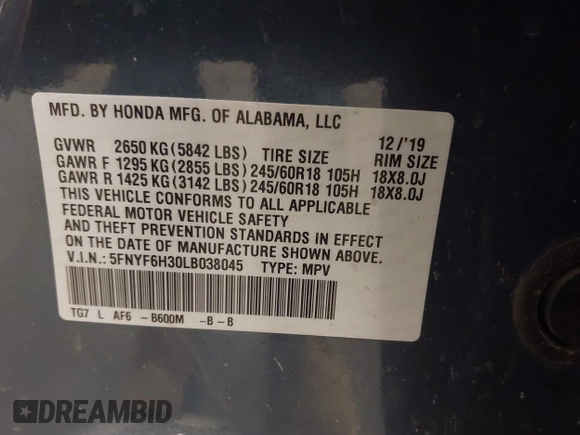 MFD. BY HONDA MFG. OF ALABAMA, LLC
GVWR 2650 KG (5842 LBS) TIRE SIZE 12/'19 RIM SIZE
GAWR F 1295 KG (2855 LBS) 245/60R18 105H 18X8.0J
GAWR R 1425 KG (3142 LBS) 245/60R18 105H 18X8.0J
THIS VEHICLE CONFORMS TO ALL APPLICABLE
FEDERAL MOTOR VEHICLE SAFETY
AND THEFT PREVENTION STANDARDS IN EFFECT
ON THE DATE OF MANUFACTURE SHOWN ABOVE.
V.I.N.: 5FNYF6H30LB038045 TYPE: MPV
TG7 L AF6 - B600M -B - B
DREAMBID